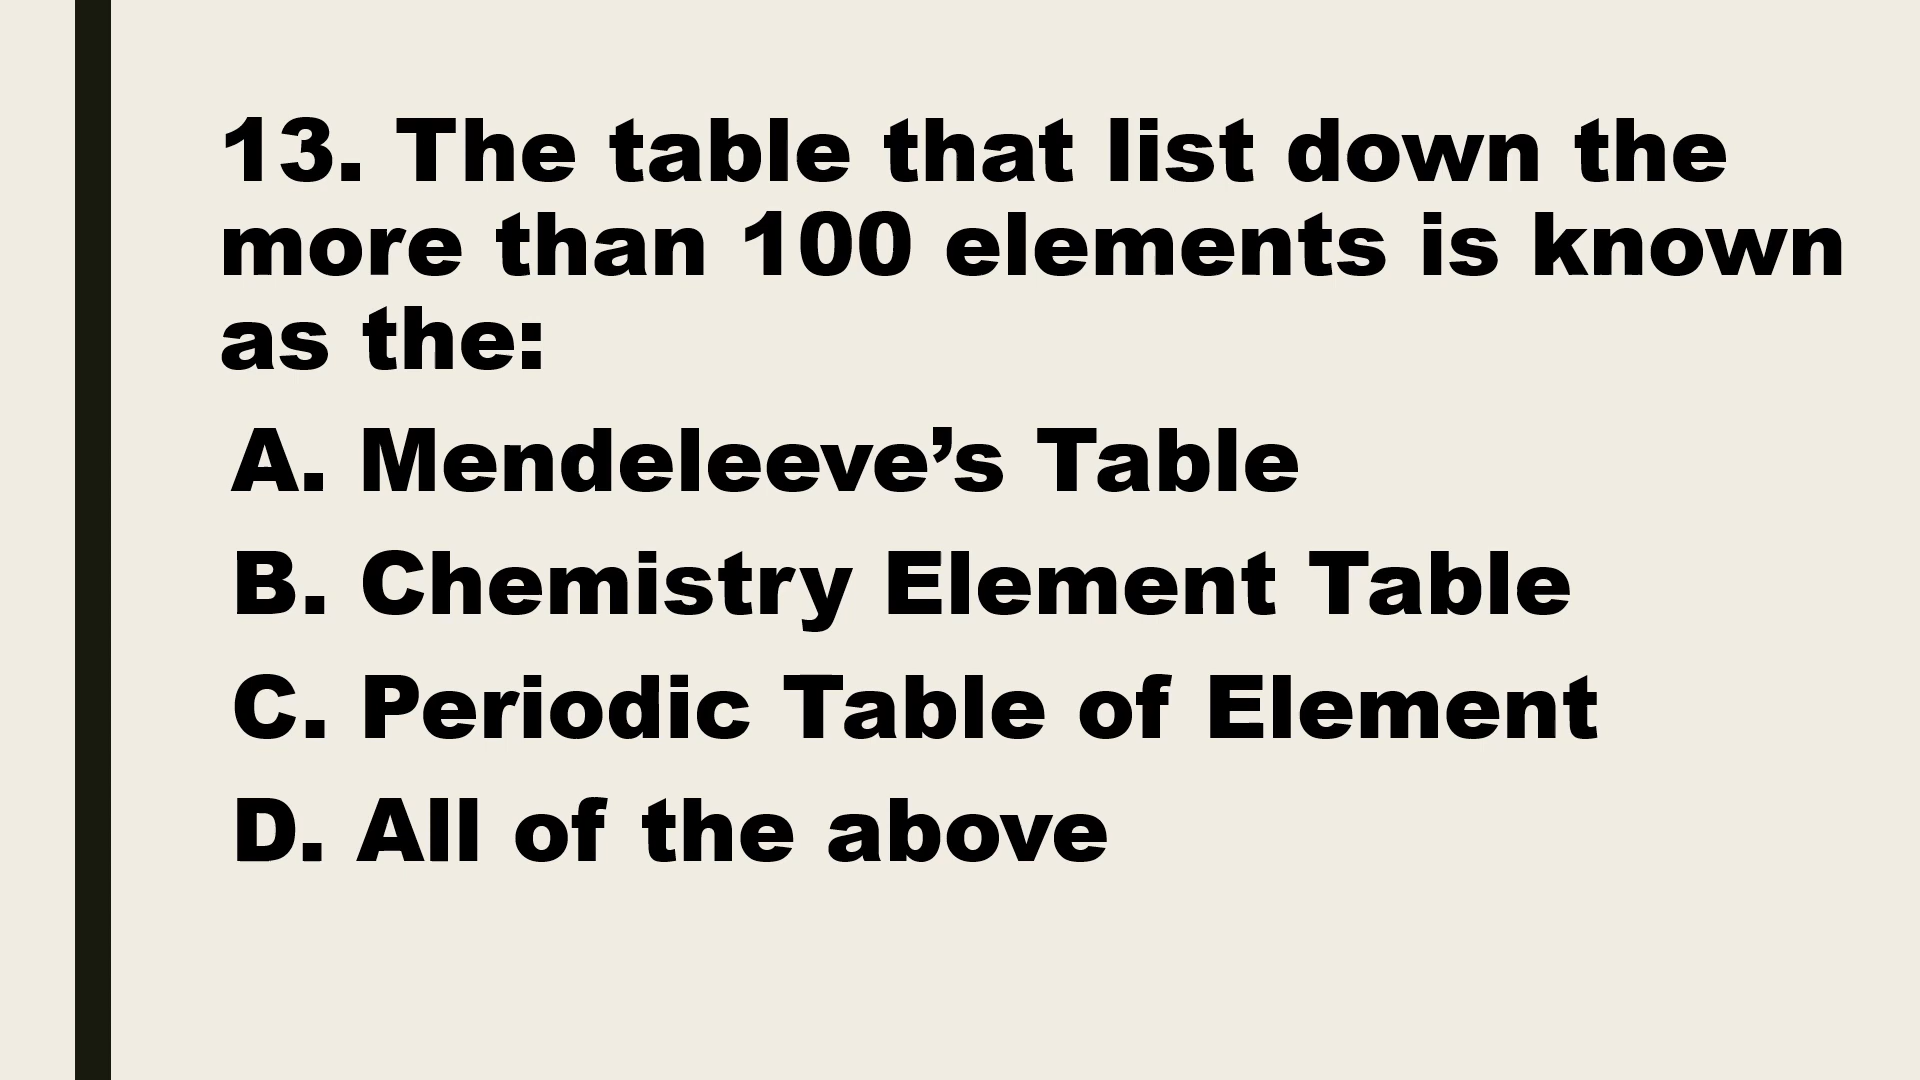 13. The table that list down the
more than 100 elements is known
as the:
A. Mendeleeve’s Table
B. Chemistry Element Table
C. Periodic Table of Element
D. All of the above